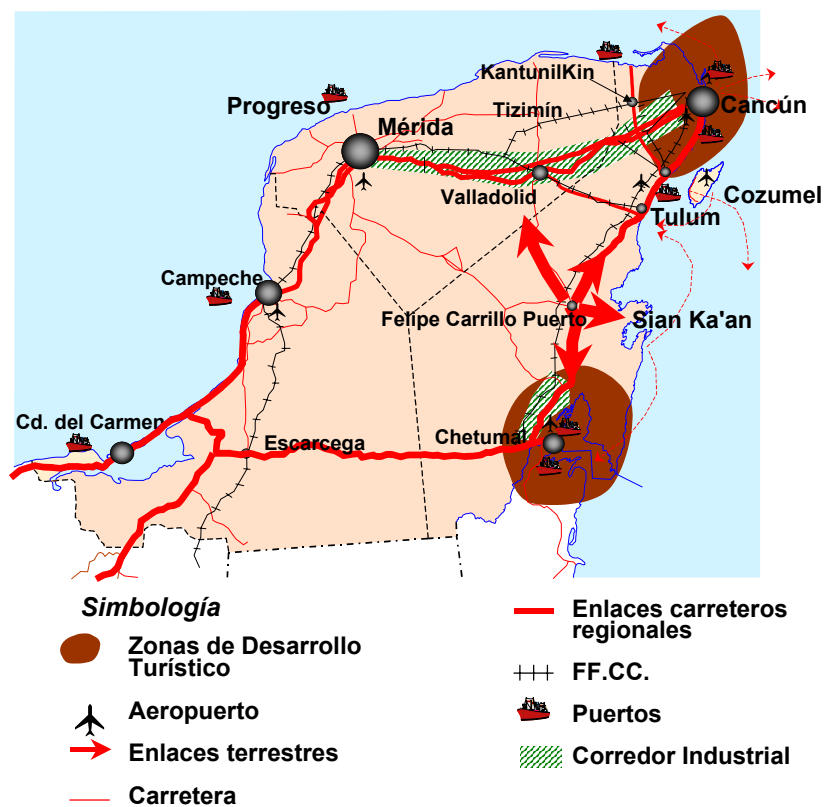 KantunilKin
Progreso
Tizimín
Cancún
Mérida
Valladolid
Cozumel
Tulum
Campeche
Felipe Carrillo Puerto
Sian Ka'an
Cd. del Carmen
Escarcega
Chetumal
Simbología
Zonas de Desarrollo
Turístico
Aeropuerto
Enlaces terrestres
Carretera
Enlaces carreteros
regionales
FF.CC.
Puertos
Corredor Industrial